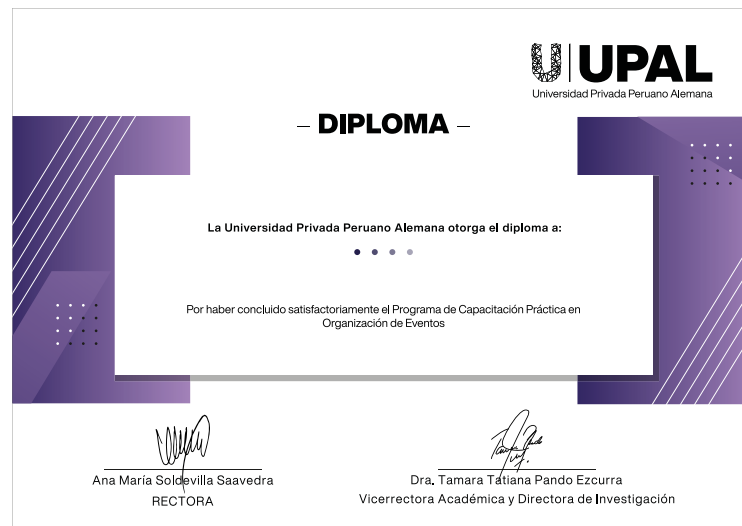 UPAL
Universidad Privada Peruano Alemana
– DIPLOMA –
La Universidad Privada Peruano Alemana otorga el diploma a:
Por haber concluido satisfactoriamente el Programa de Capacitación Práctica en
Organización de Eventos
Ana María Soldevilla Saavedra
RECTORA
Dra. Tamara Tatiana Pando Ezcurra
Vicerrectora Académica y Directora de Investigación